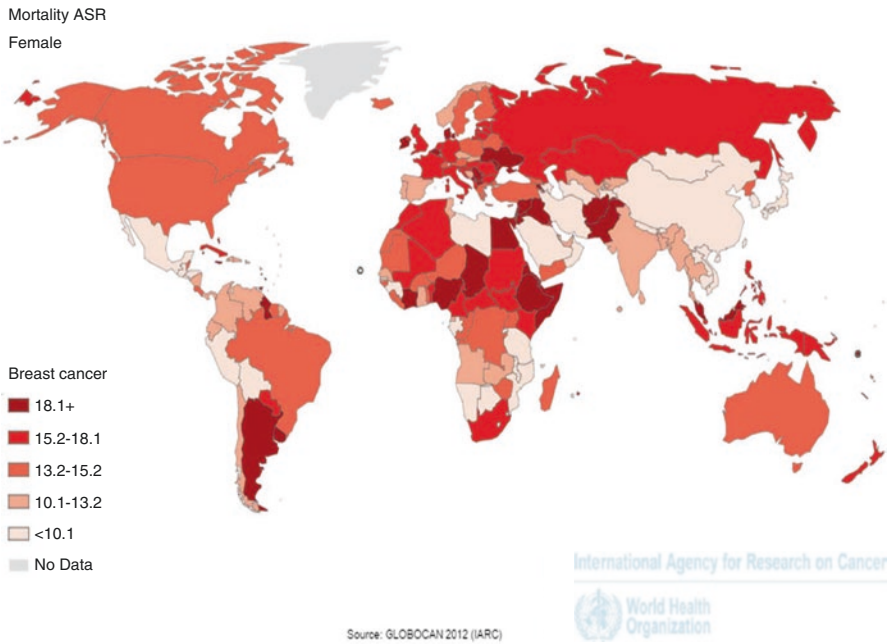 Mortality ASR
Female
Breast cancer
18.1+
15.2-18.1
13.2-15.2
10.1-13.2
<10.1
No Data
International Agency for Research on Cancer
World Health
Organization
Source: GLOBOCAN 2012 (IARC)